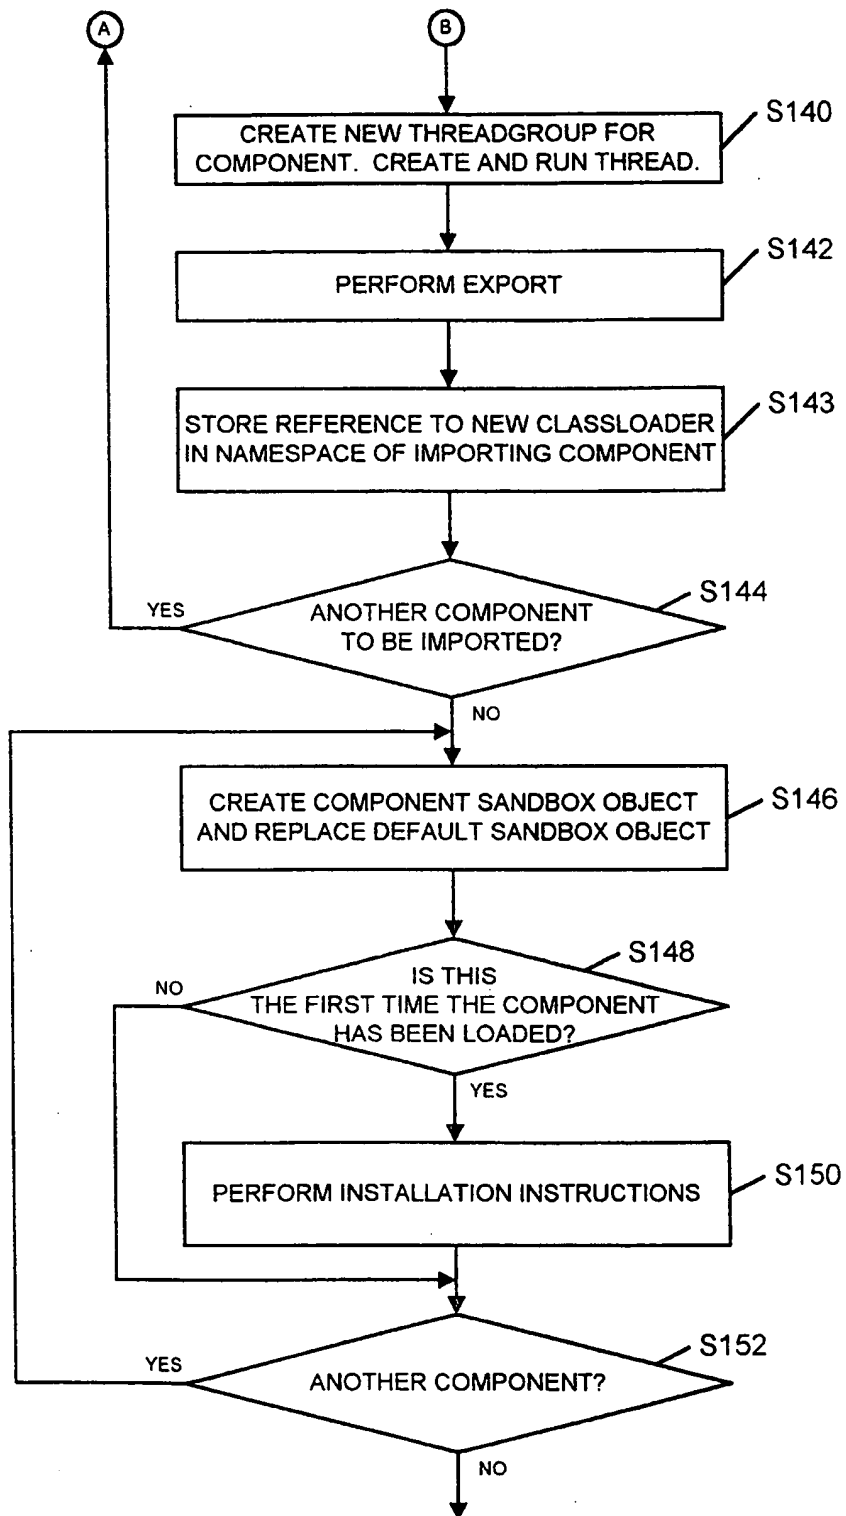 A
B
S140
CREATE NEW THREADGROUP FOR
COMPONENT. CREATE AND RUN THREAD.
S142
PERFORM EXPORT
S143
STORE REFERENCE TO NEW CLASSLOADER
IN NAMESPACE OF IMPORTING COMPONENT
S144
YES
ANOTHER COMPONENT
TO BE IMPORTED?
NO
S146
CREATE COMPONENT SANDBOX OBJECT
AND REPLACE DEFAULT SANDBOX OBJECT
S148
NO
IS THIS
THE FIRST TIME THE COMPONENT
HAS BEEN LOADED?
YES
S150
PERFORM INSTALLATION INSTRUCTIONS
S152
YES
ANOTHER COMPONENT?
NO